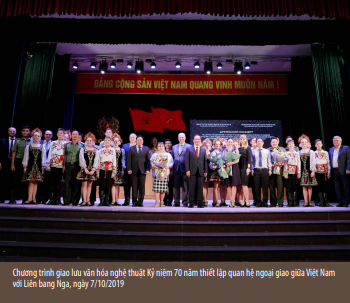 ĐẢNG CỘNG SẢN VIỆT NAM QUANG VINH MUÔN NĂM !
Chương trình giao lưu văn hóa nghệ thuật Kỷ niệm 70 năm thiết lập quan hệ ngoại giao giữa Việt Nam
với Liên bang Nga, ngày 7/10/2019